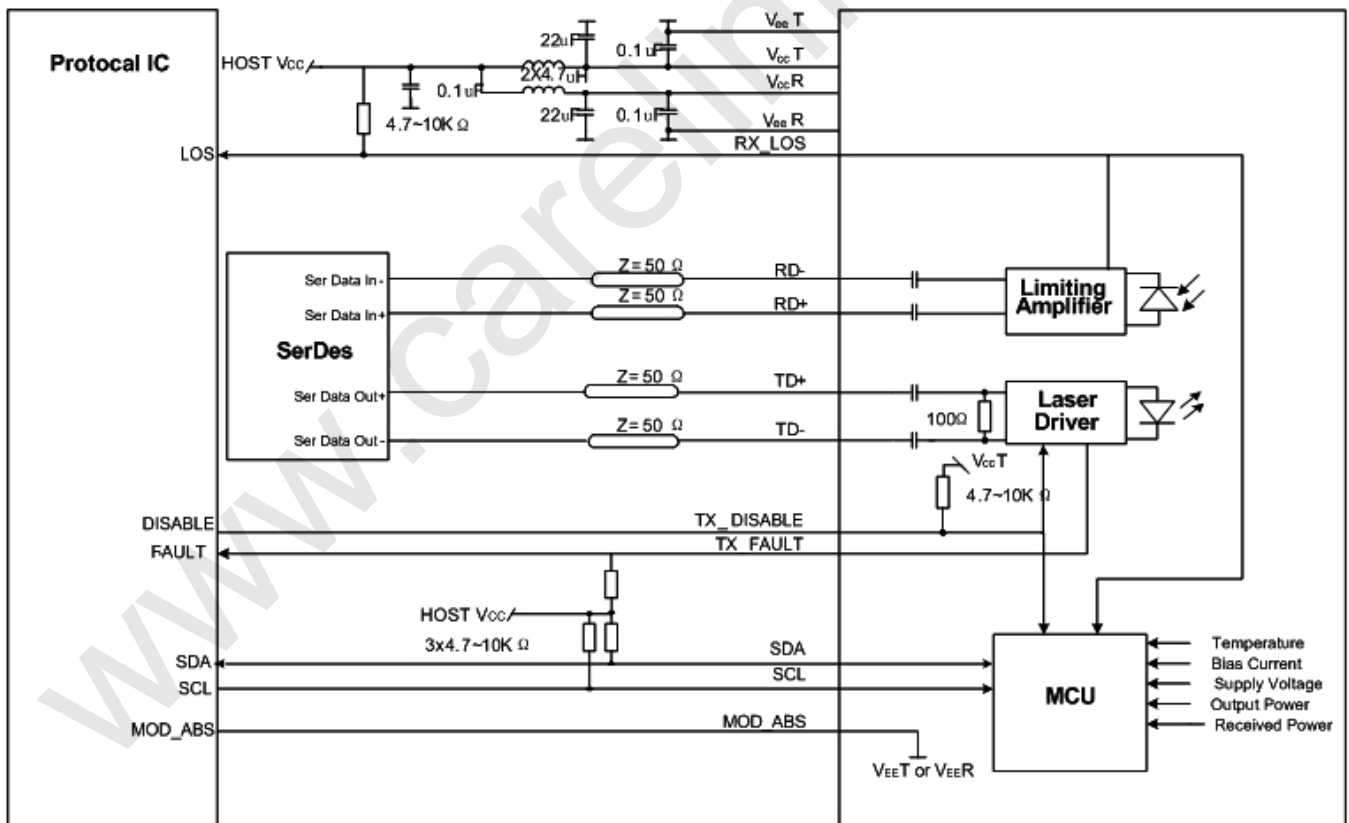 VeeT
22uF
0.1uF
Protocal IC
HOST Vcc
VccT
2X4.7uH
VccR
0.1uF
22uF
0.1uF
4.7~10K Ω
VeeR
LOS
RX_LOS
Z=50 Ω
RD-
Ser Data In-
Z=50 Ω
RD+
Limiting
Amplifier
Ser Data In+
SerDes
Z=50 Ω
TD+
Ser Data Out+
100Ω
Laser
Driver
Z=50 Ω
TD-
Ser Data Out-
VccT
4.7~10K Ω
DISABLE
TX_DISABLE
FAULT
TX_FAULT
HOST Vcc
3x4.7~10K Ω
SDA
SDA
SCL
SCL
MCU
Temperature
Bias Current
Supply Voltage
Output Power
Received Power
MOD_ABS
MOD_ABS
VEET or VEER